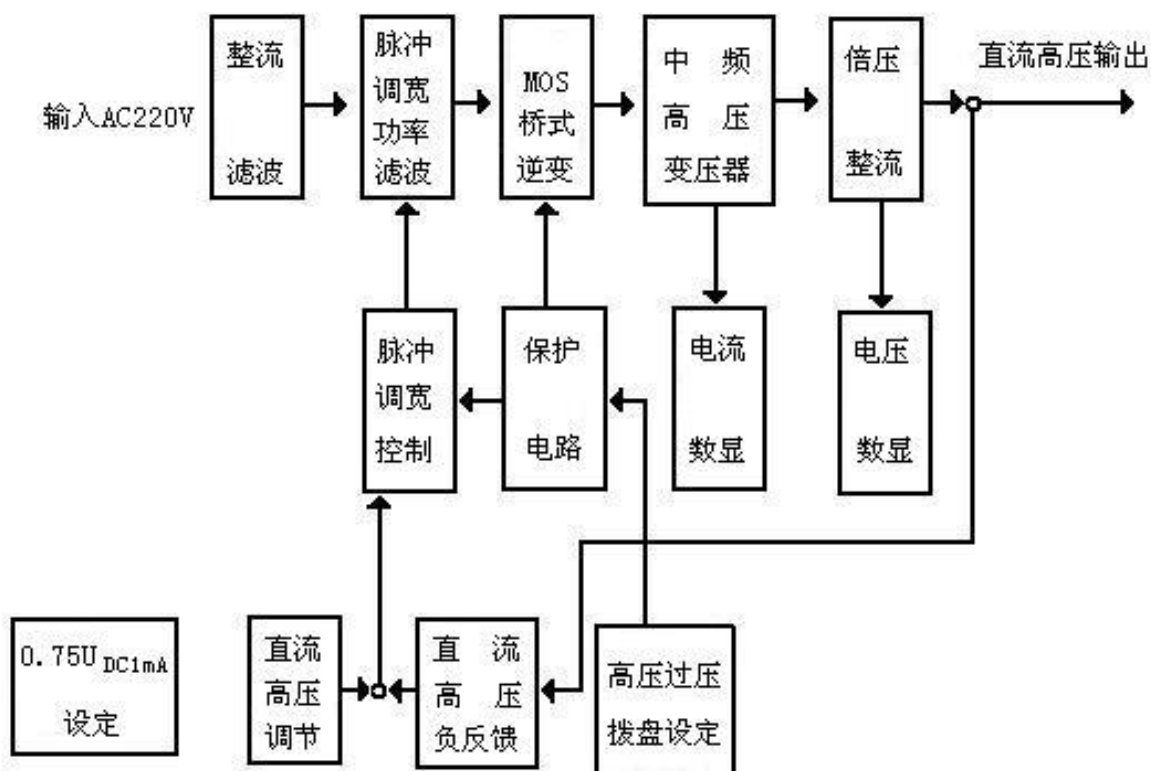 输入AC220V
整流
滤波
脉冲
调宽
功率
滤波
MOS
桥式
逆变
中 频
高 压
变压器
倍压
整流
直流高压输出
脉冲
调宽
控制
保护
电路
电流
数显
电压
数显
0.75U DC1mA
设定
直流
高压
调节
直 流
高 压
负反馈
高压过压
拨盘设定